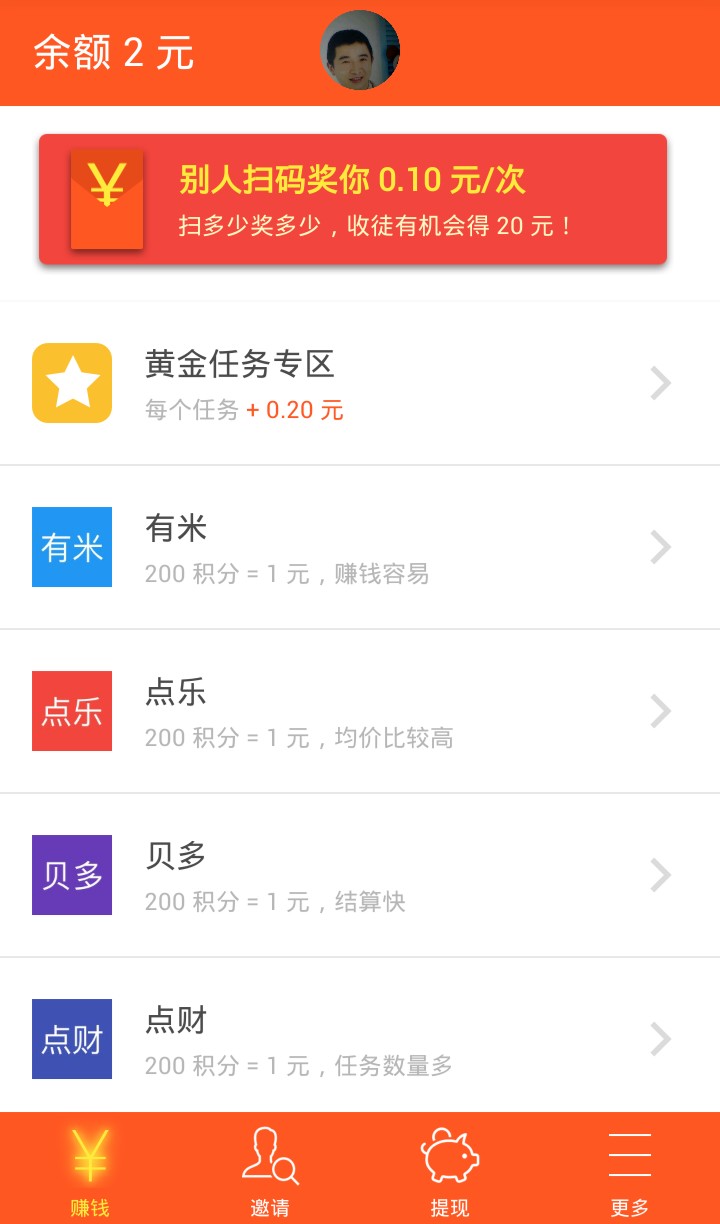 余额 2 元
¥
别人扫码奖你 0.10 元/次
扫多少奖多少，收徒有机会得 20 元！
黄金任务专区
每个任务 + 0.20 元
有米
有米
200 积分 = 1 元，赚钱容易
点乐
点乐
200 积分 = 1 元，均价比较高
贝多
贝多
200 积分 = 1 元，结算快
点财
点财
200 积分 = 1 元，任务数量多
¥
赚钱
邀请
提现
更多